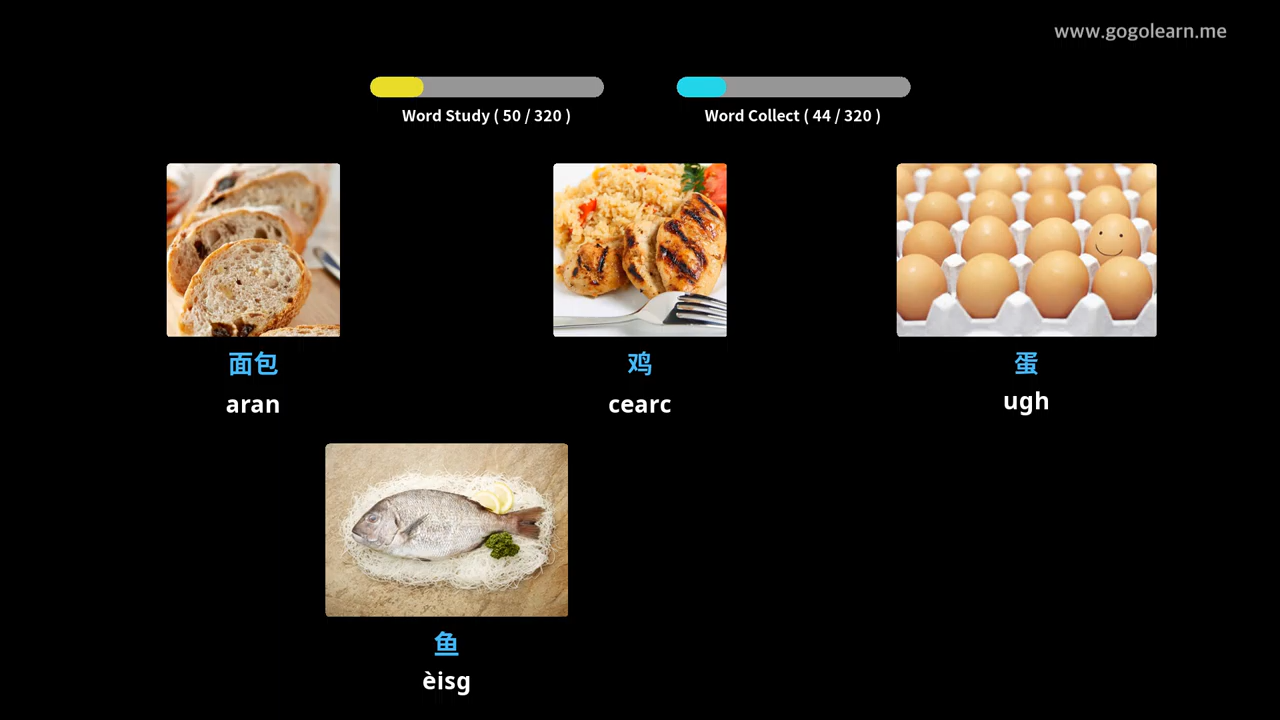 www.gogolearn.me
Word Study ( 50 / 320 )
Word Collect ( 44 / 320 )
面包
aran
鸡
cearc
蛋
ugh
鱼
èisg